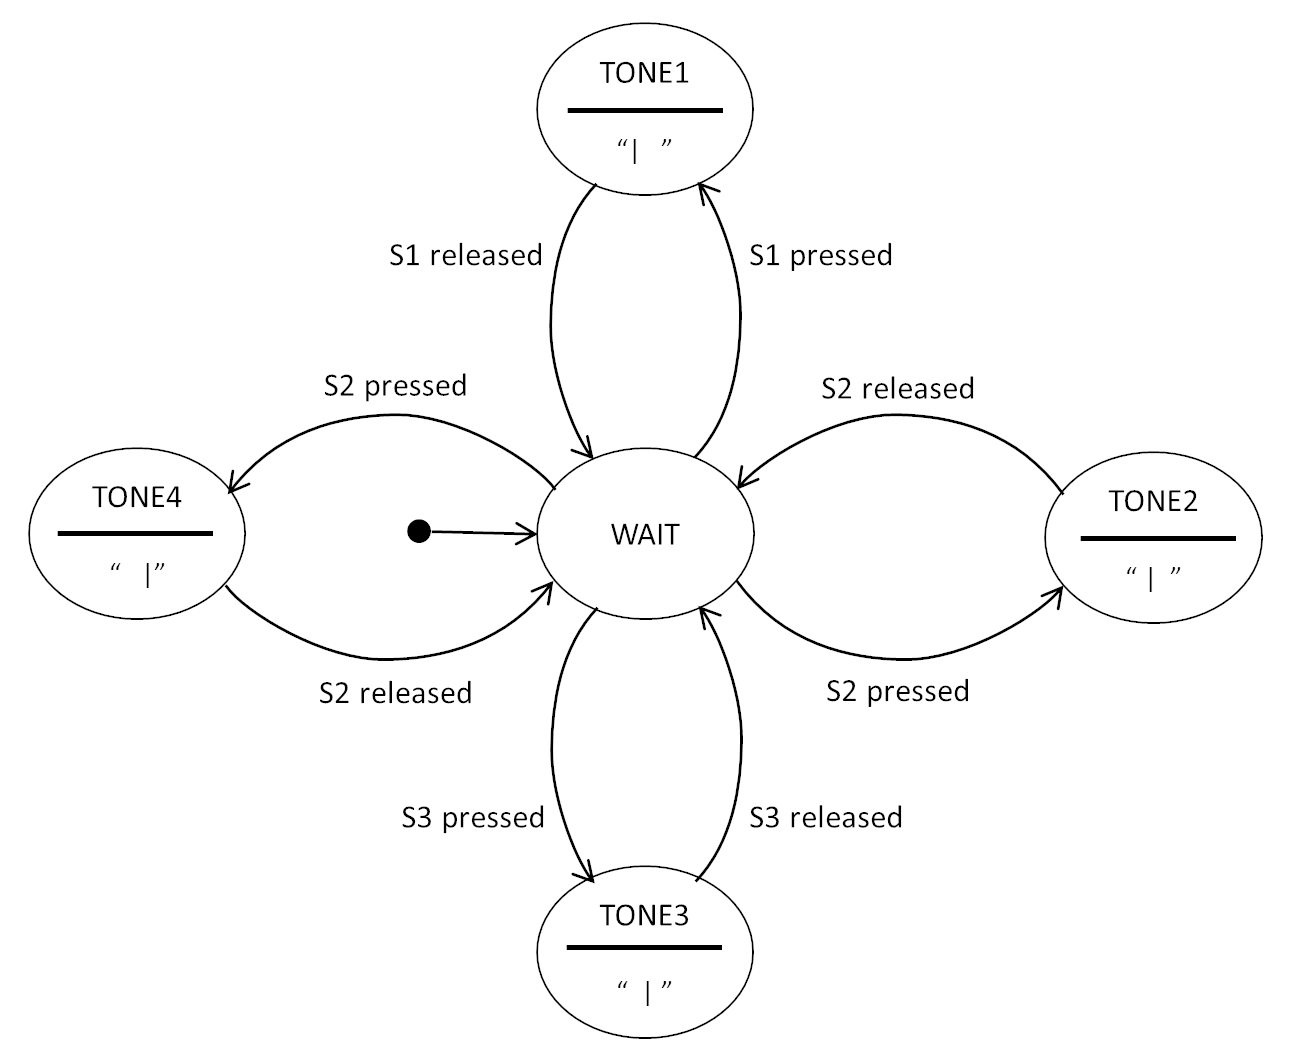 TONE1
“|  ”
S1 released
S1 pressed
S2 pressed
S2 released
TONE4
“  |”
WAIT
TONE2
“ | ”
S2 released
S2 pressed
S3 pressed
S3 released
TONE3
“ | ”